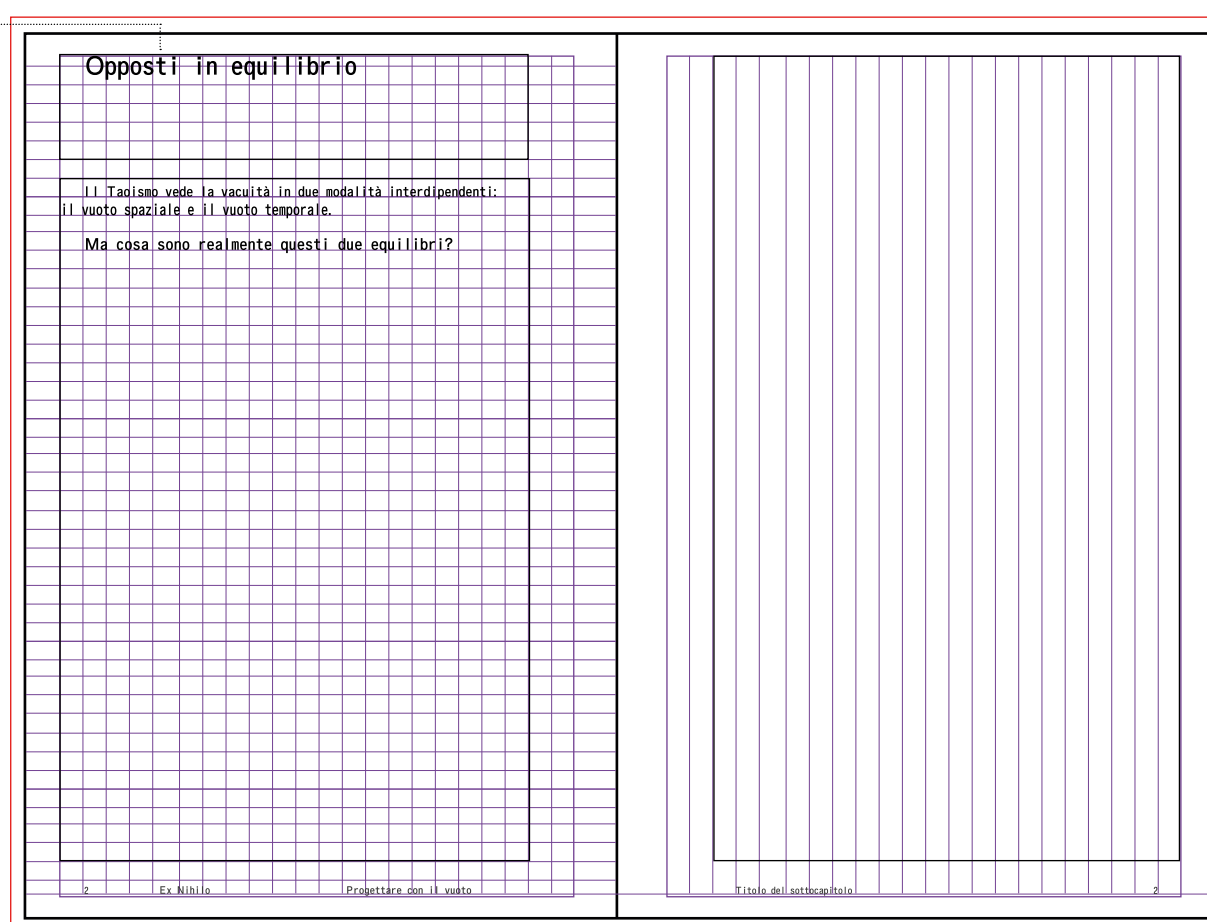 Opposti in equilibrio
Il Taoismo vede la vacuità in due modalità interdipendenti:
il vuoto spaziale e il vuoto temporale.
Ma cosa sono realmente questi due equilibri?
2 Ex Nihilo Progettare con il vuoto
Titolo del sottocapitolo 2